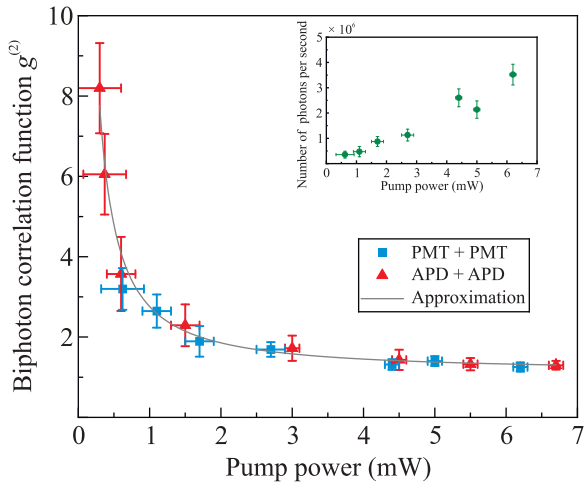 Biphoton correlation function g(2)
10
8
6
4
2
0
0 1 2 3 4 5 6 7
Pump power (mW)
× 10⁶
Number of photons per second
5
4
3
2
1
0 1 2 3 4 5 6 7
Pump power (mW)
PMT + PMT
APD + APD
Approximation